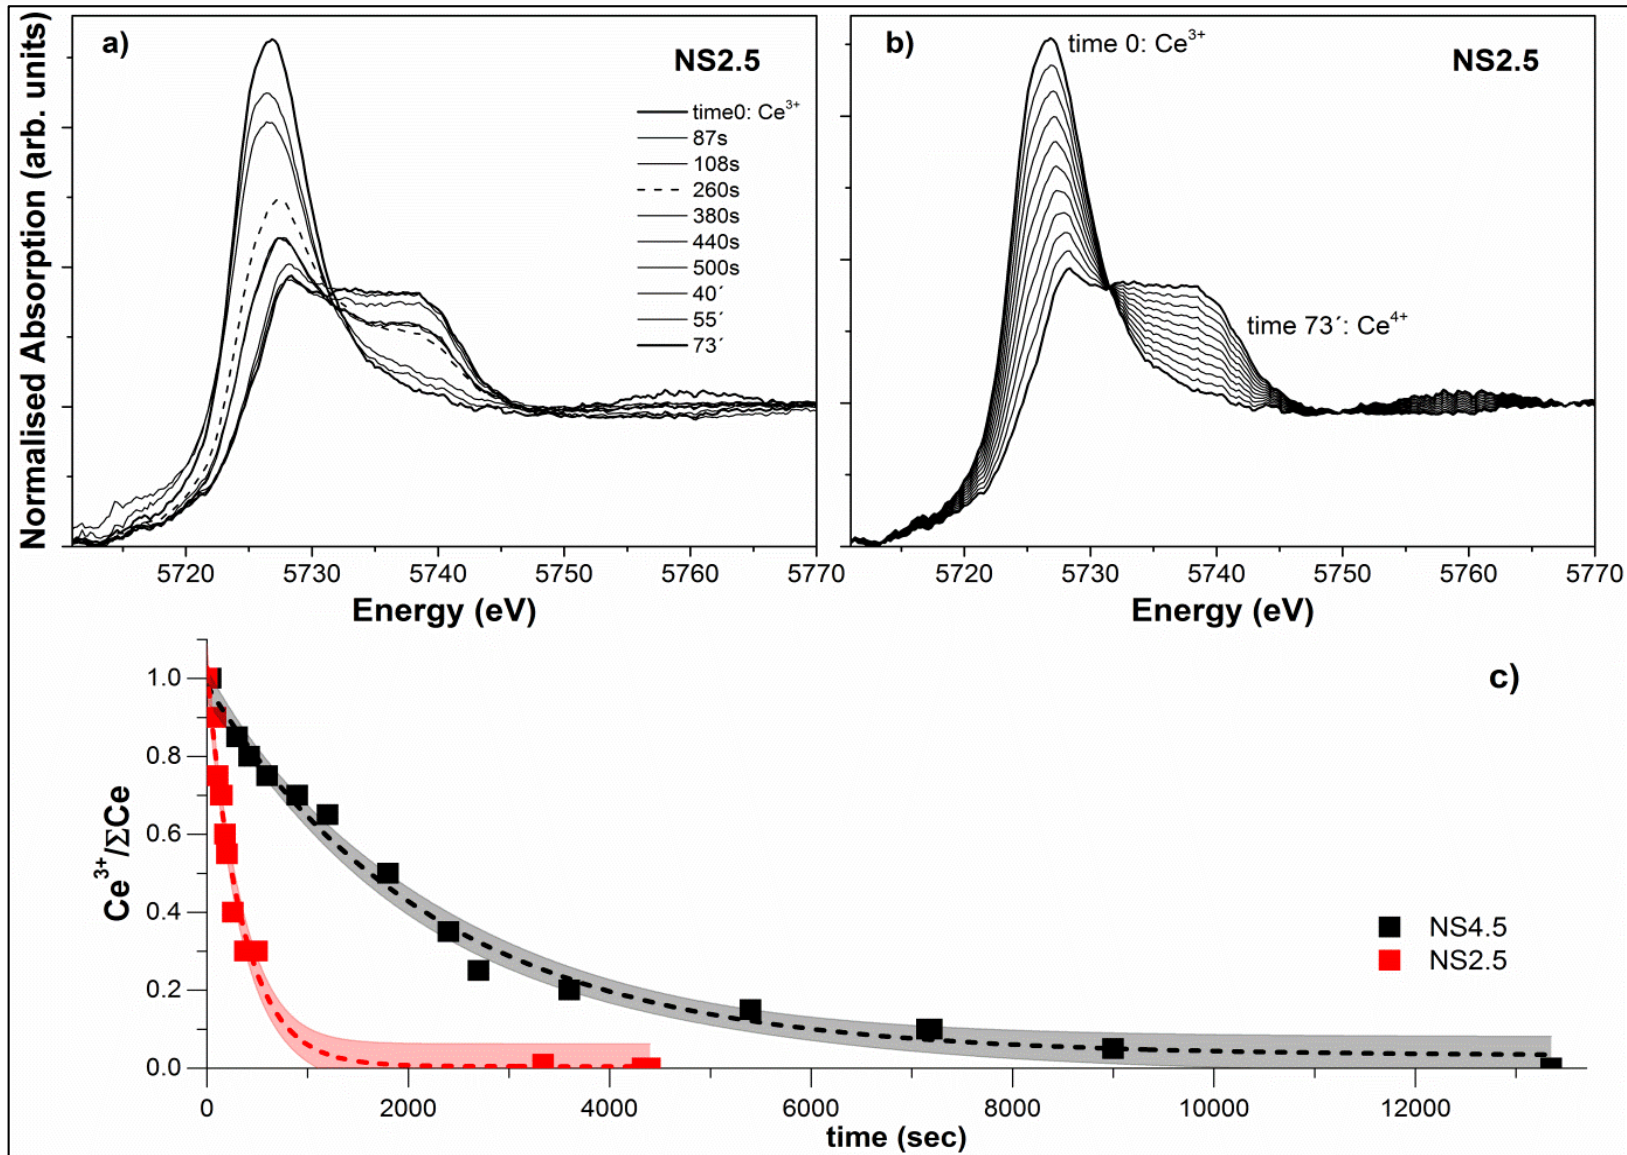 a)
NS2.5
time0: Ce³⁺
87s
108s
260s
380s
440s
500s
40´
55´
73´
Normalised Absorption (arb. units)
5720 5730 5740 5750 5760 5770
Energy (eV)
b)
time 0: Ce³⁺
NS2.5
time 73´: Ce⁴⁺
5720 5730 5740 5750 5760 5770
Energy (eV)
c)
Ce³⁺/ΣCe
1.0
0.8
0.6
0.4
0.2
0.0
NS4.5
NS2.5
0 2000 4000 6000 8000 10000 12000
time (sec)